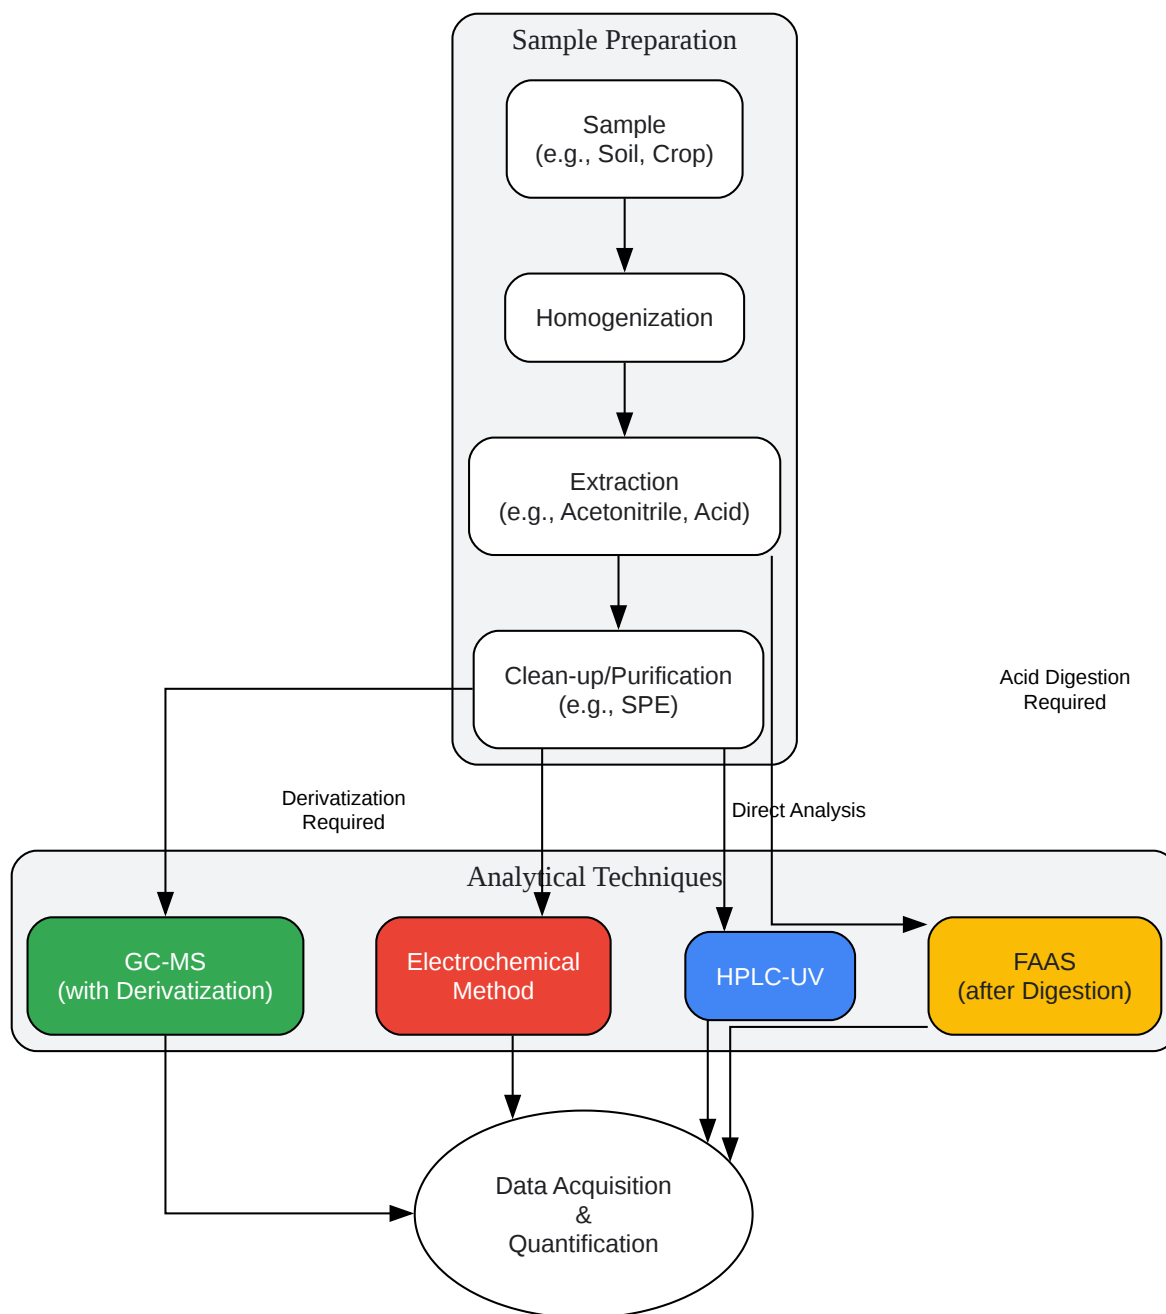 Sample Preparation
Sample
(e.g., Soil, Crop)
Homogenization
Extraction
(e.g., Acetonitrile, Acid)
Clean-up/Purification
(e.g., SPE)
Acid Digestion
Required
Derivatization
Required
Direct Analysis
Analytical Techniques
GC-MS
(with Derivatization)
Electrochemical
Method
HPLC-UV
FAAS
(after Digestion)
Data Acquisition
&
Quantification